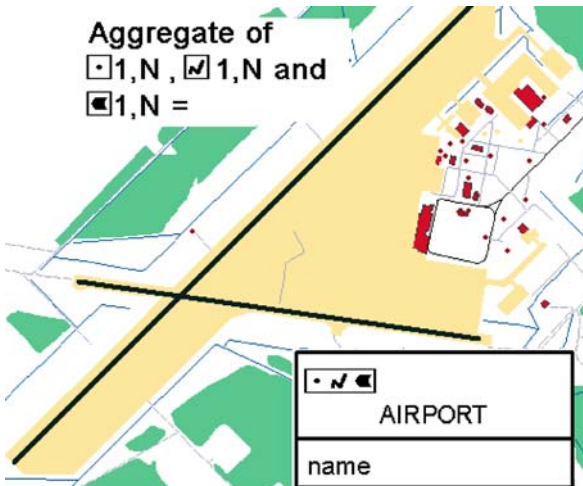 Aggregate of
1,N , 1,N and
1,N =
AIRPORT
name